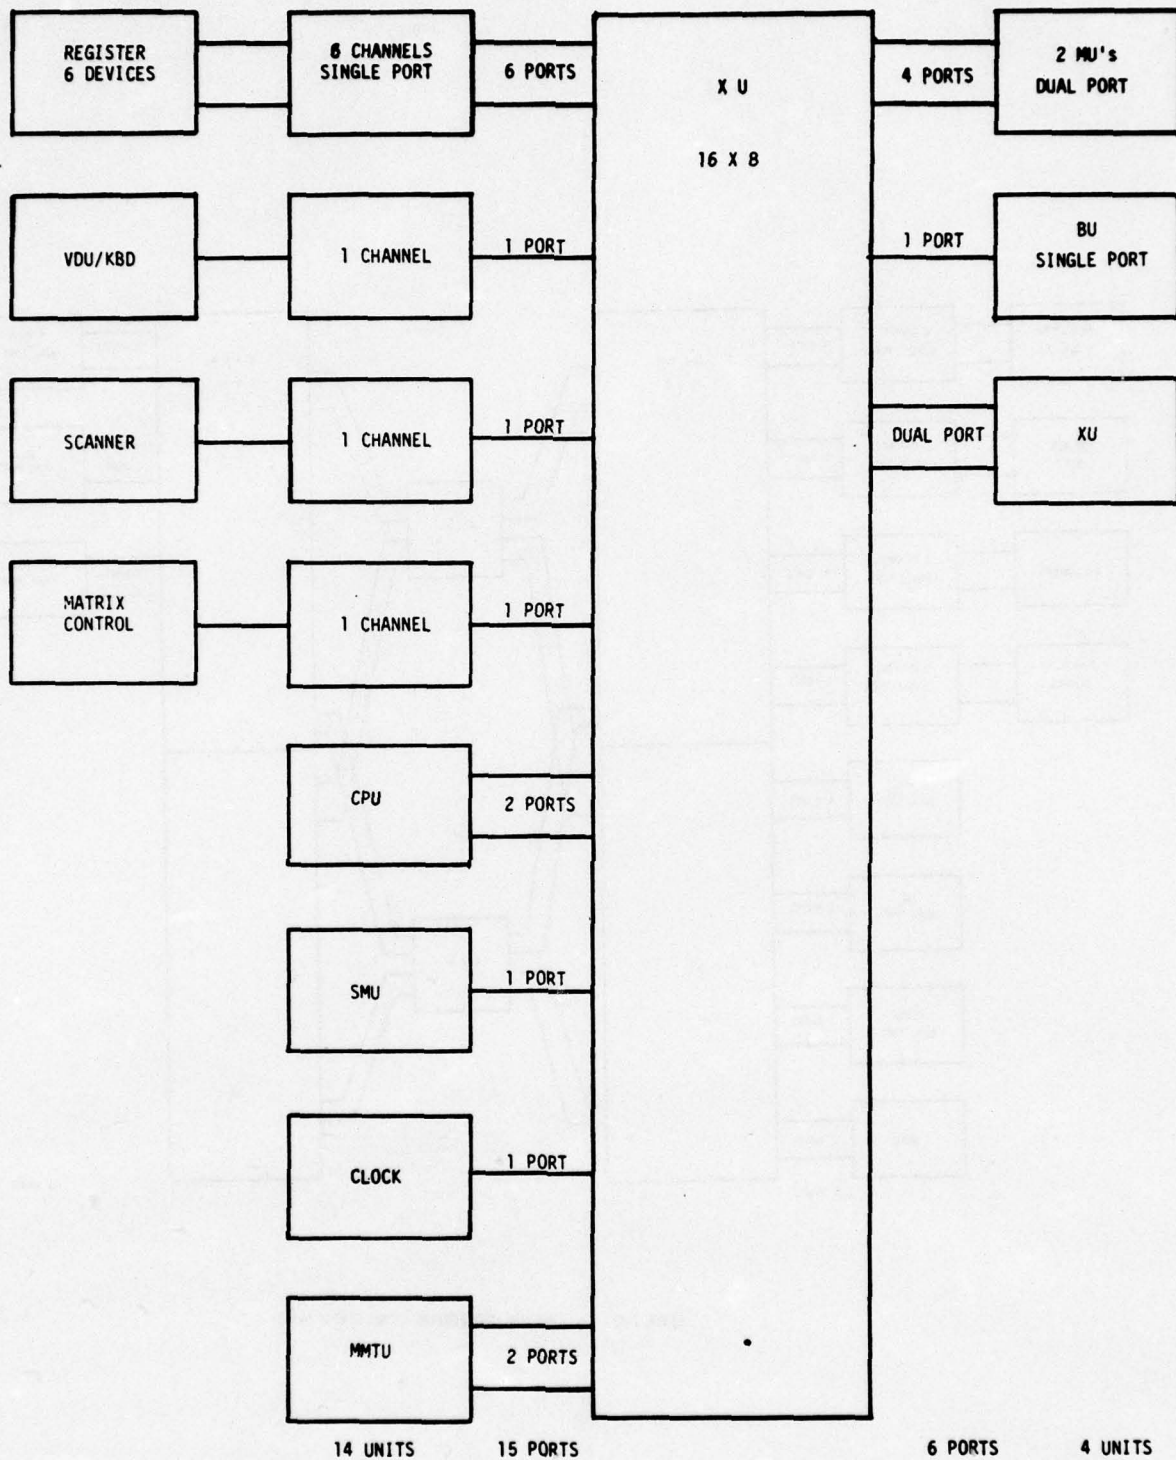 REGISTER
6 DEVICES
6 CHANNELS
SINGLE PORT
6 PORTS
X U
16 X 8
4 PORTS
2 MU's
DUAL PORT
VDU/KBD
1 CHANNEL
1 PORT
1 PORT
BU
SINGLE PORT
SCANNER
1 CHANNEL
1 PORT
DUAL PORT
XU
MATRIX
CONTROL
1 CHANNEL
1 PORT
CPU
2 PORTS
SMU
1 PORT
CLOCK
1 PORT
MMTU
2 PORTS
14 UNITS
15 PORTS
6 PORTS
4 UNITS